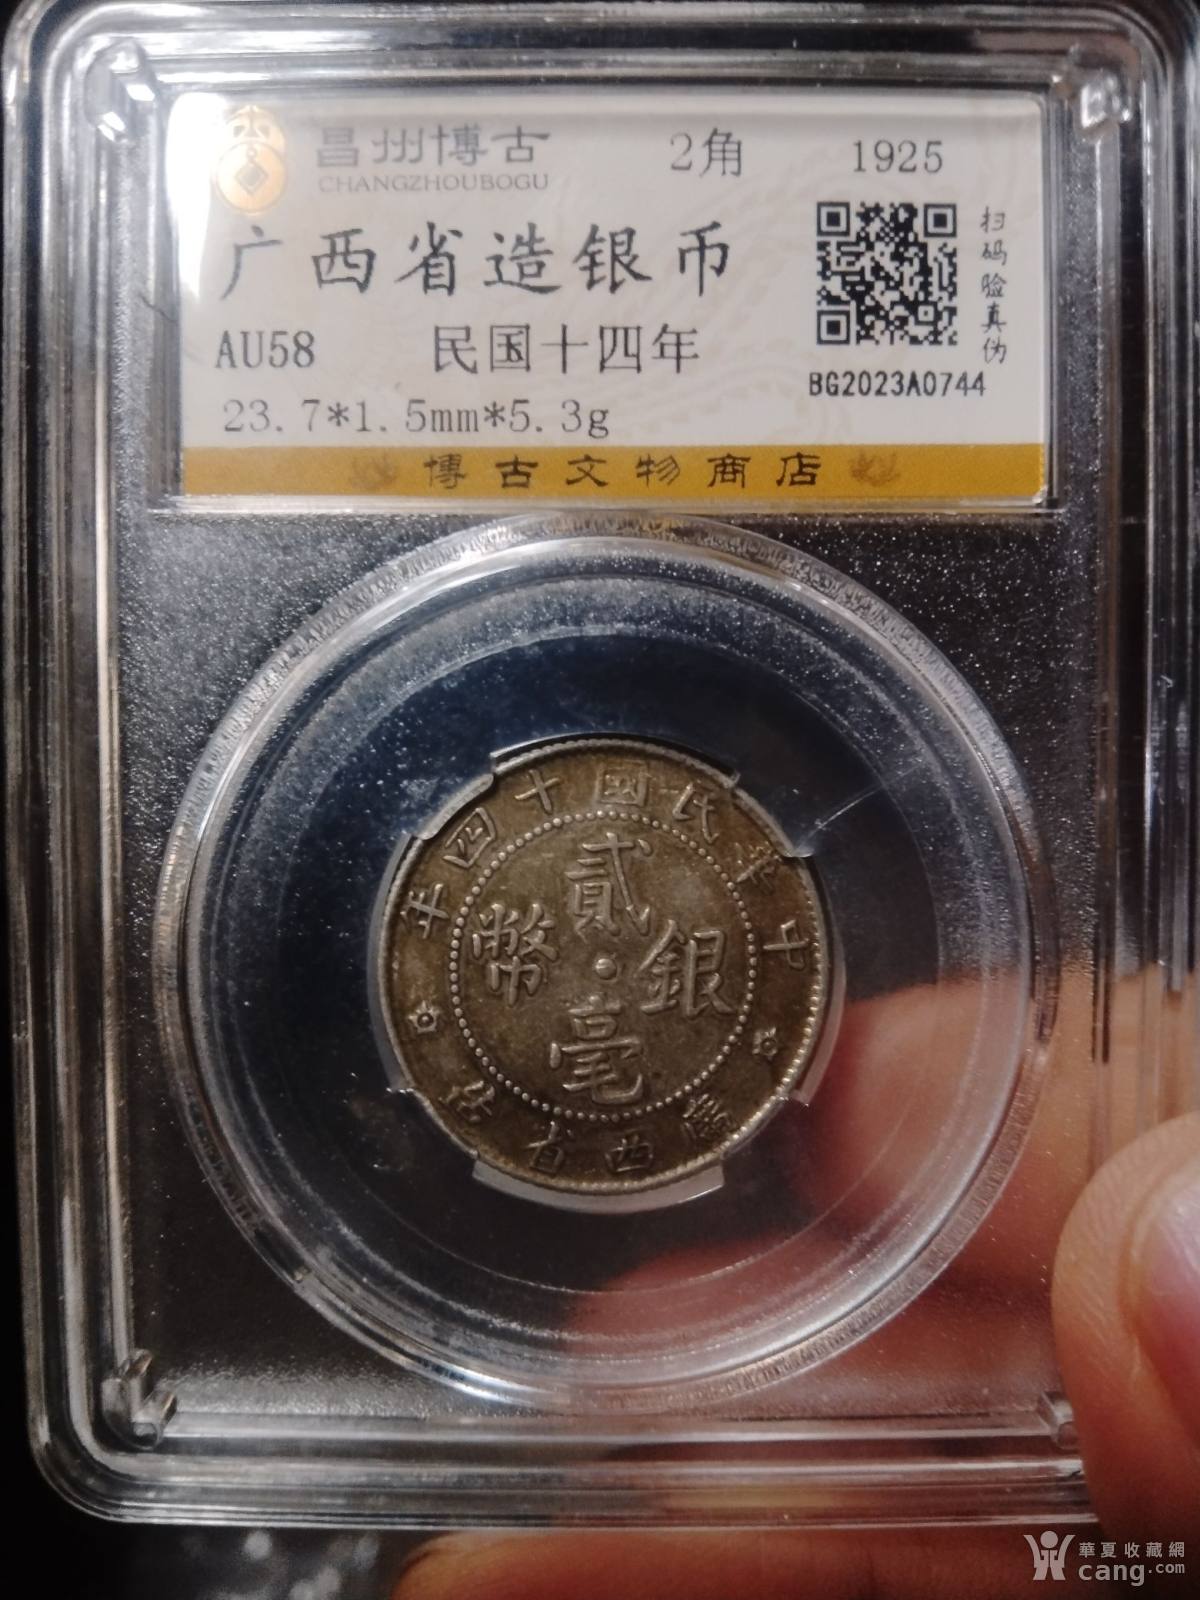 昌州博古 2角 1925
CHANGZHOUBOGU
广西省造银币
扫码验真伪
AU58 民国十四年
BG2023A0744
23.7*1.5mm*5.3g
博古文物商店
中華民國十四年
貳毫銀幣
廣西省造
華夏收藏網
cang.com